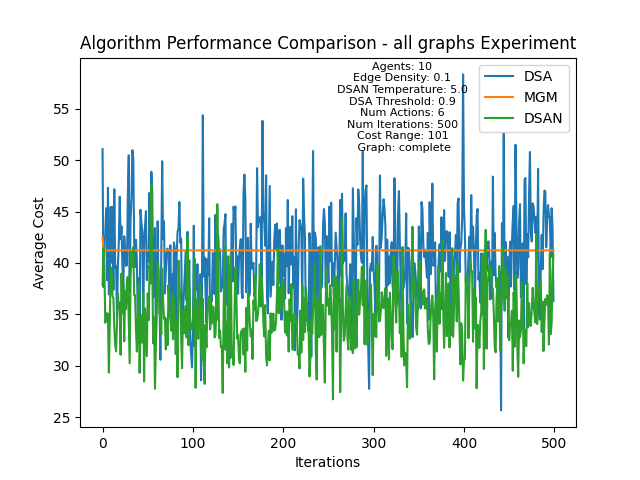 Algorithm Performance Comparison - all graphs Experiment
Agents: 10
Edge Density: 0.1
DSAN Temperature: 5.0
DSA Threshold: 0.9
Num Actions: 6
Num Iterations: 500
Cost Range: 101
Graph: complete
DSA
MGM
DSAN
Average Cost
55
50
45
40
35
30
25
0 100 200 300 400 500
Iterations